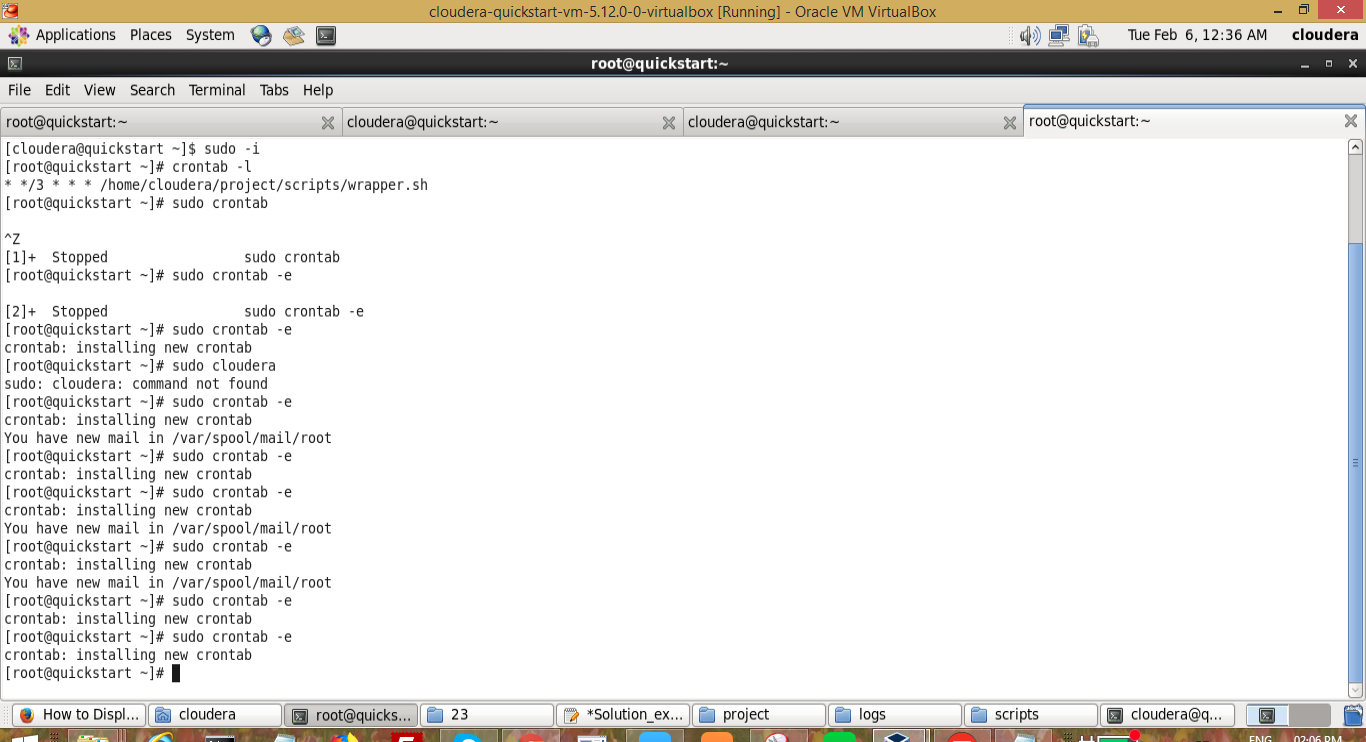 cloudera-quickstart-vm-5.12.0-0-virtualbox [Running] - Oracle VM VirtualBox
Applications Places System Tue Feb 6, 12:36 AM cloudera
root@quickstart:~
File Edit View Search Terminal Tabs Help
root@quickstart:~ cloudera@quickstart:~ cloudera@quickstart:~ root@quickstart:~
[cloudera@quickstart ~]$ sudo -i
[root@quickstart ~]# crontab -l
* */3 * * * /home/cloudera/project/scripts/wrapper.sh
[root@quickstart ~]# sudo crontab
^Z
[1]+  Stopped                 sudo crontab
[root@quickstart ~]# sudo crontab -e
[2]+  Stopped                 sudo crontab -e
[root@quickstart ~]# sudo crontab -e
crontab: installing new crontab
[root@quickstart ~]# sudo cloudera
sudo: cloudera: command not found
[root@quickstart ~]# sudo crontab -e
crontab: installing new crontab
You have new mail in /var/spool/mail/root
[root@quickstart ~]# sudo crontab -e
crontab: installing new crontab
[root@quickstart ~]# sudo crontab -e
crontab: installing new crontab
You have new mail in /var/spool/mail/root
[root@quickstart ~]# sudo crontab -e
crontab: installing new crontab
You have new mail in /var/spool/mail/root
[root@quickstart ~]# sudo crontab -e
crontab: installing new crontab
[root@quickstart ~]# sudo crontab -e
crontab: installing new crontab
[root@quickstart ~]#
How to Displ... cloudera root@quicks... 23 *Solution_ex... project logs scripts cloudera@q...
ENG 02:06 PM